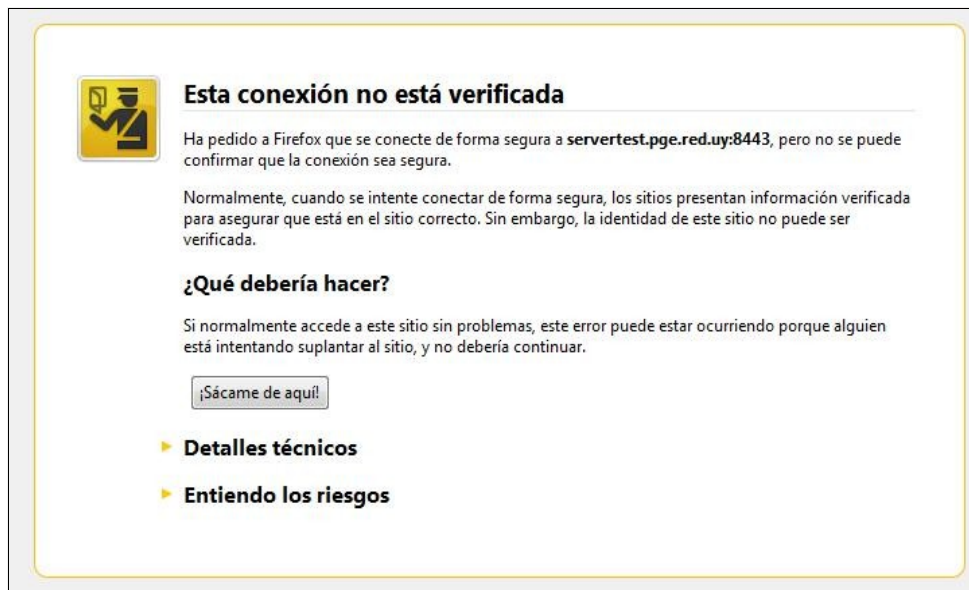 Esta conexión no está verificada
Ha pedido a Firefox que se conecte de forma segura a servertest.pge.red.uy:8443, pero no se puede
confirmar que la conexión sea segura.
Normalmente, cuando se intente conectar de forma segura, los sitios presentan información verificada
para asegurar que está en el sitio correcto. Sin embargo, la identidad de este sitio no puede ser
verificada.
¿Qué debería hacer?
Si normalmente accede a este sitio sin problemas, este error puede estar ocurriendo porque alguien
está intentando suplantar al sitio, y no debería continuar.
¡Sácame de aquí!
Detalles técnicos
Entiendo los riesgos